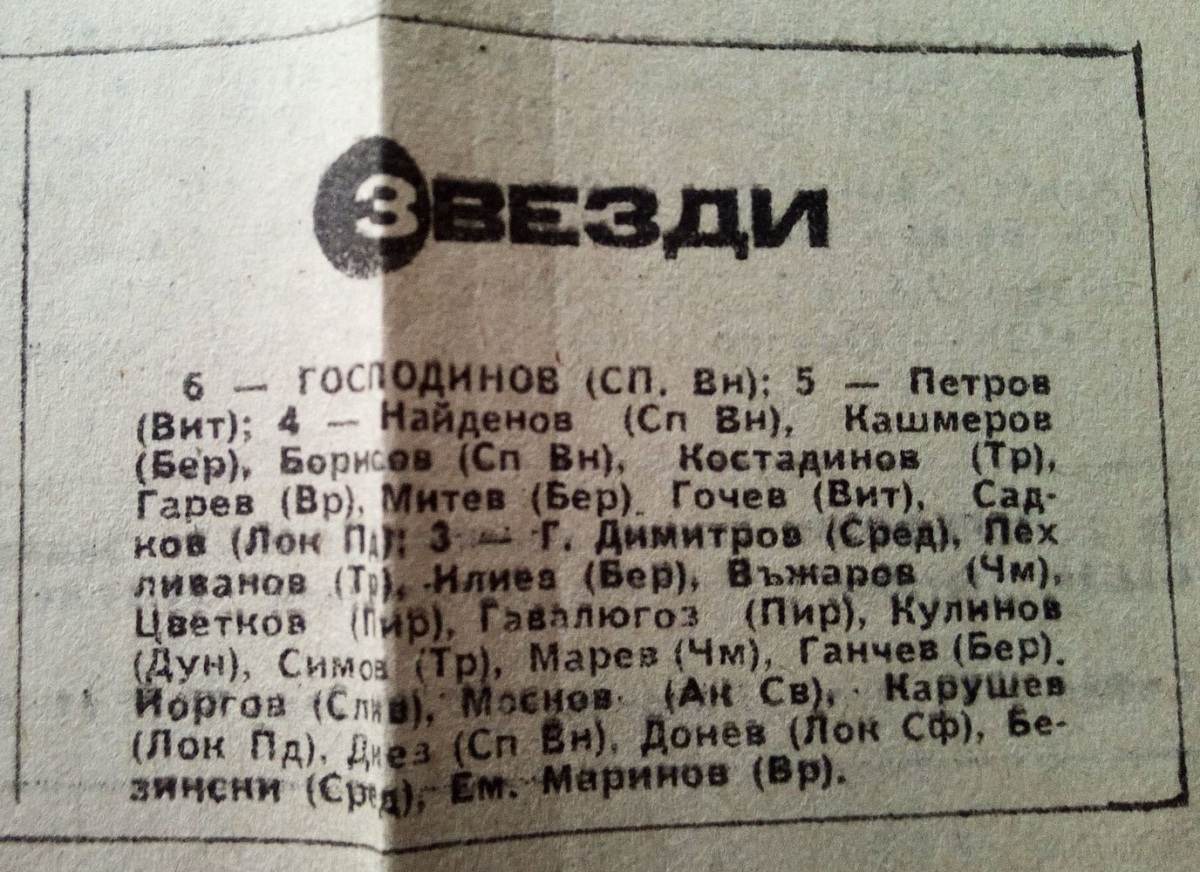 ЗВЕЗДИ
6 — ГОСПОДИНОВ (СП. Вн); 5 — Петров
(Вит); 4 — Найденов (Сп Вн), Кашмеров
(Бер), Борисов (Сп Вн), Костадинов (Тр),
Гарев (Вр), Митев (Бер), Гочев (Вит), Сад-
ков (Лок Пд); 3 — Г. Димитров (Сред), Пех
ливанов (Тр), Илиев (Бер), Въжаров (Чм),
Цветков (Пир), Гавалюгоз (Пир), Кулинов
(Дун), Симов (Тр), Марев (Чм), Ганчев (Бер),
Йоргов (Слив), Моснов (Ак Св), Карушев
(Лок Пд), (Сп Вн), Донев (Лок Сф), Бе-
зински (Сред), Ем. Маринов (Вр).